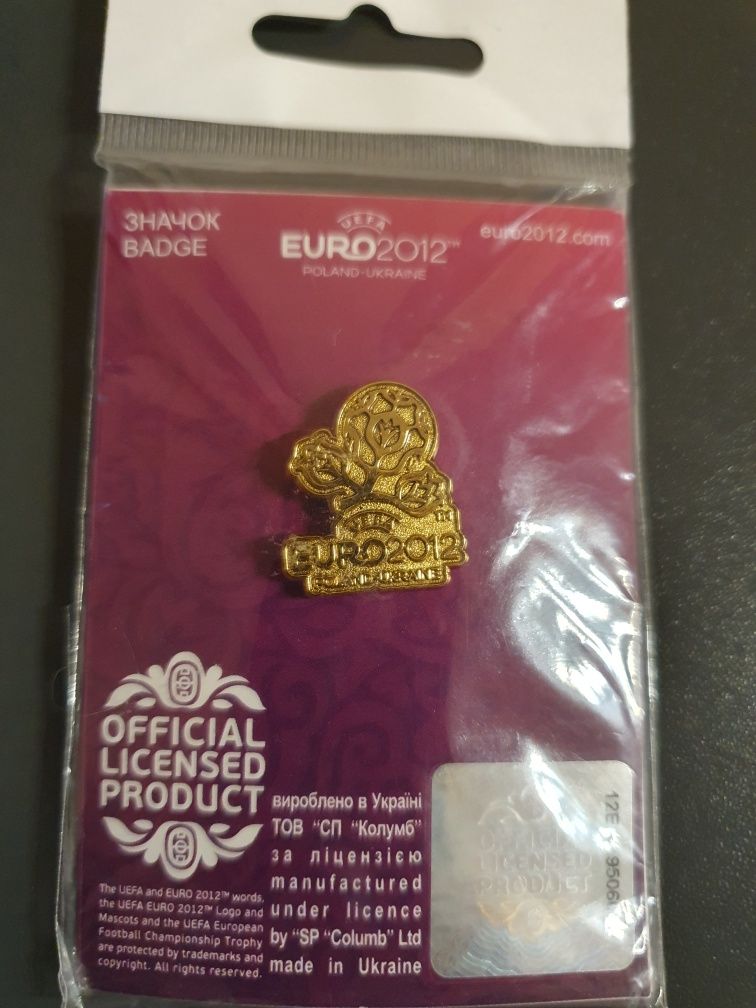 ЗНАЧОК
BADGE
UEFA
EURO2012™
POLAND-UKRAINE
euro2012.com
UEFA
EURO2012
POLAND-UKRAINE
OFFICIAL
LICENSED
PRODUCT
The UEFA and EURO 2012™ words,
the UEFA EURO 2012™ Logo and
Mascots and the UEFA European
Football Championship Trophy
are protected by trademarks and
copyright. All rights reserved.
вироблено в Україні
ТОВ “СП “Колумб”
за ліцензією
manufactured
under licence
by “SP “Columb” Ltd
made in Ukraine
OFFICIAL
LICENSED
PRODUCT